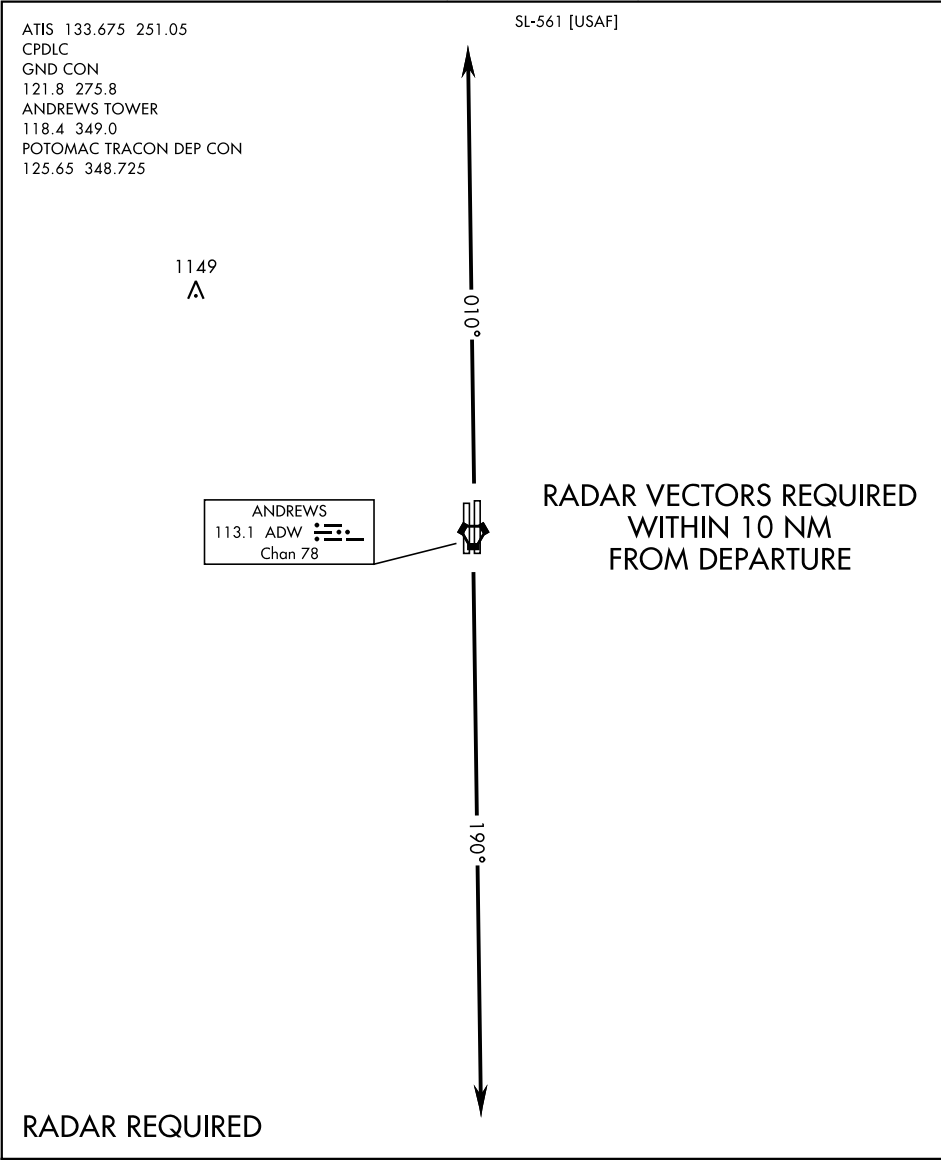 ATIS 133.675 251.05
CPDLC
GND CON
121.8 275.8
ANDREWS TOWER
118.4 349.0
POTOMAC TRACON DEP CON
125.65 348.725
SL-561 [USAF]
1149
010°
ANDREWS
113.1 ADW
Chan 78
RADAR VECTORS REQUIRED
WITHIN 10 NM
FROM DEPARTURE
190°
RADAR REQUIRED